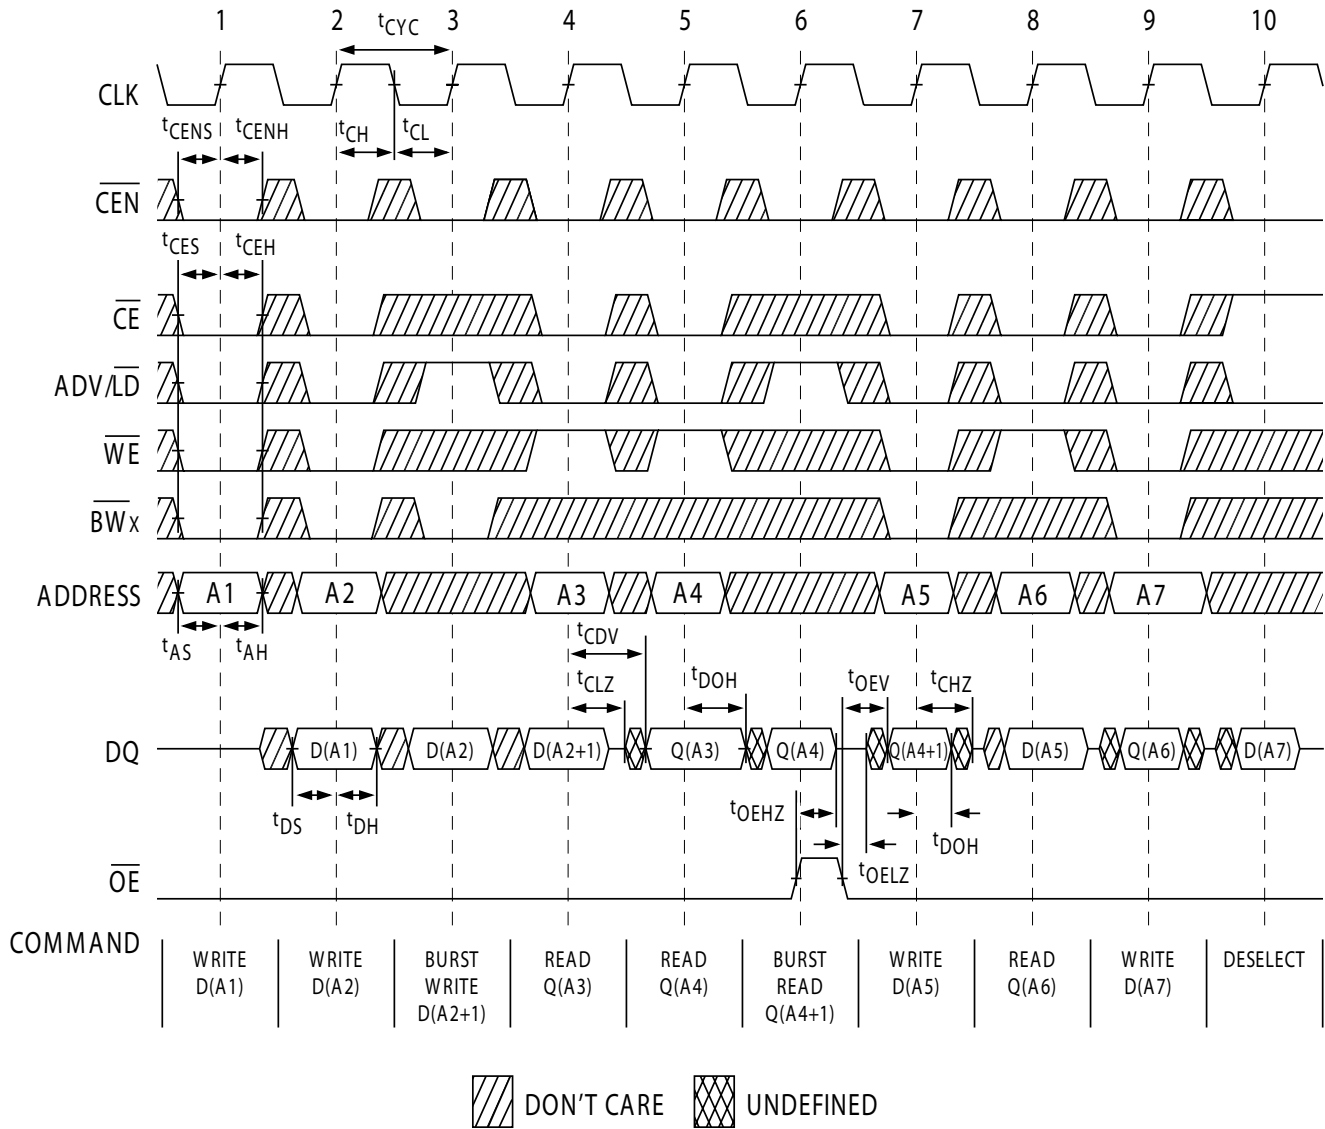 1 2 3 4 5 6 7 8 9 10
tCYC
CLK
tCENS tCENH tCH tCL
CEN
tCES tCEH
CE
ADV/LD
WE
BWx
ADDRESS A1 A2 A3 A4 A5 A6 A7
tAS tAH tCDV
tCLZ tDOH tOEV tCHZ
DQ D(A1) D(A2) D(A2+1) Q(A3) Q(A4) Q(A4+1) D(A5) Q(A6) D(A7)
tDS tDH tOEHZ tDOH
tOELZ
OE
COMMAND
WRITE
D(A1)
WRITE
D(A2)
BURST
WRITE
D(A2+1)
READ
Q(A3)
READ
Q(A4)
BURST
READ
Q(A4+1)
WRITE
D(A5)
READ
Q(A6)
WRITE
D(A7)
DESELECT
DON'T CARE UNDEFINED